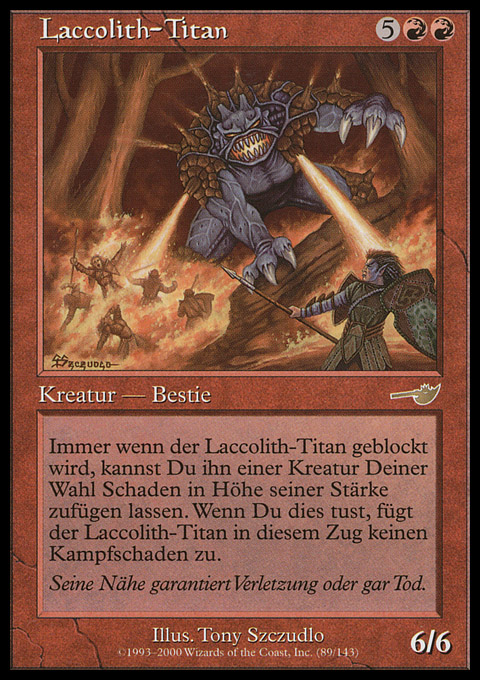 Laccolith-Titan
5
SZCZUDLO
Kreatur — Bestie
Immer wenn der Laccolith-Titan geblockt
wird, kannst Du ihn einer Kreatur Deiner
Wahl Schaden in Höhe seiner Stärke
zufügen lassen. Wenn Du dies tust, fügt
der Laccolith-Titan in diesem Zug keinen
Kampfschaden zu.
Seine Nähe garantiert Verletzung oder gar Tod.
Illus. Tony Szczudlo
©1993–2000 Wizards of the Coast, Inc. (89/143)
6/6